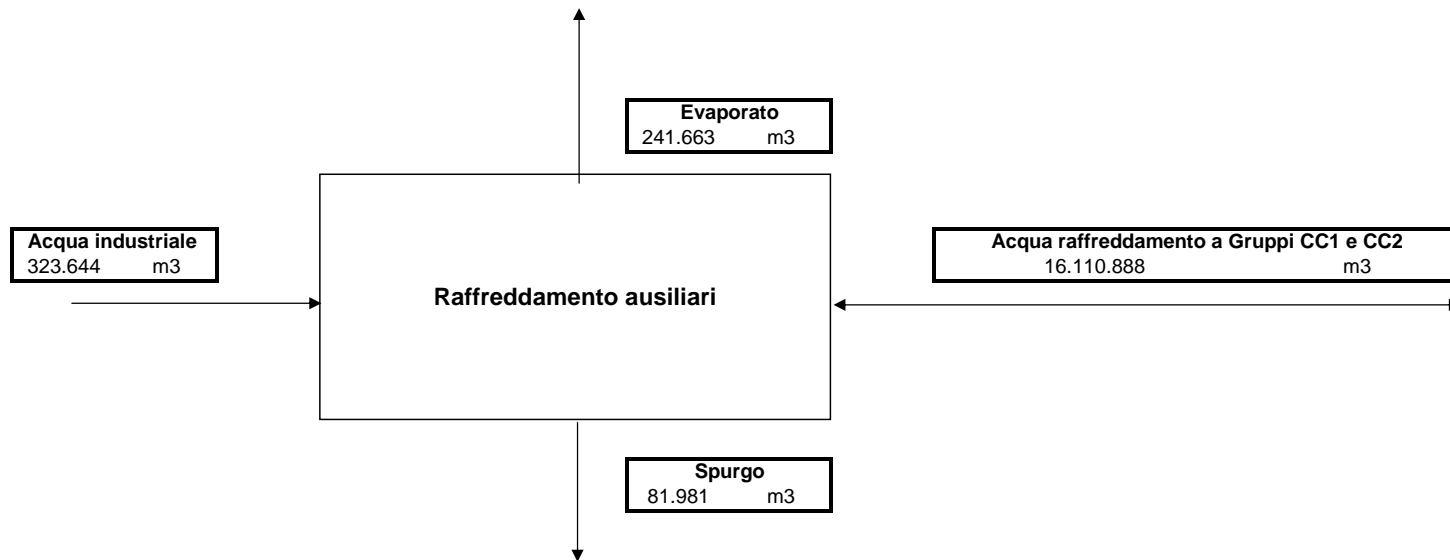 Evaporato
241.663 m3
Acqua industriale
323.644 m3
Acqua raffreddamento a Gruppi CC1 e CC2
16.110.888 m3
Raffreddamento ausiliari
Spurgo
81.981 m3